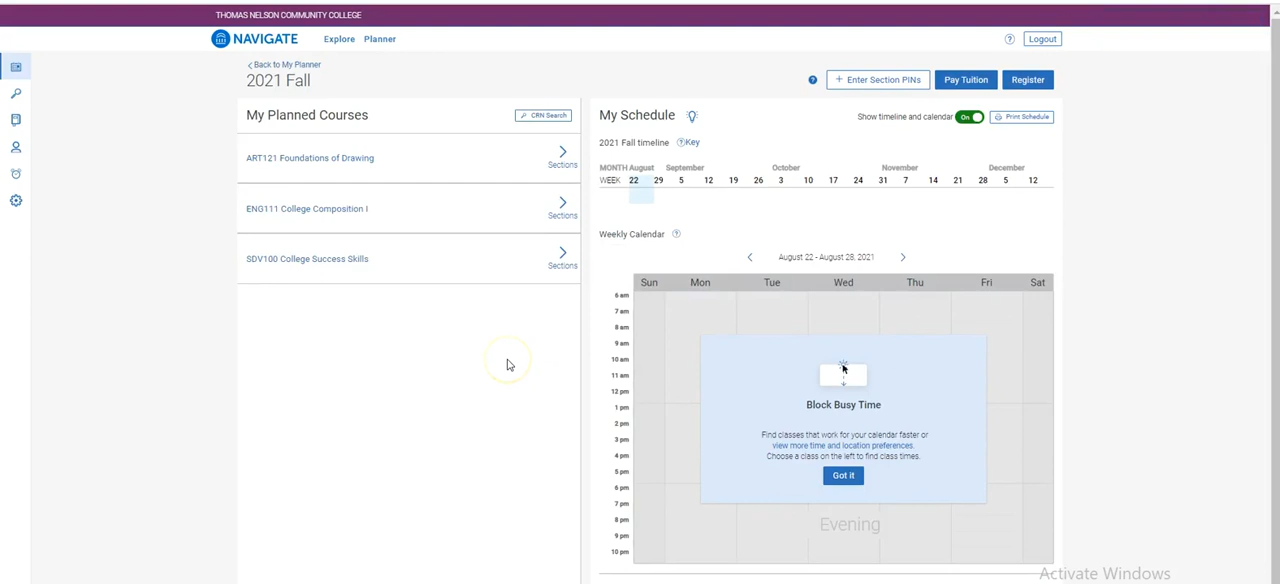 THOMAS NELSON COMMUNITY COLLEGE
NAVIGATE Explore Planner ? Logout
Back to My Planner
2021 Fall
? + Enter Section PINs Pay Tuition Register
My Planned Courses CRN Search
ART121 Foundations of Drawing Sections
ENG111 College Composition I Sections
SDV100 College Success Skills Sections
My Schedule Show timeline and calendar On Print Schedule
2021 Fall timeline ? Key
MONTH August September October November December
WEEK 22 29 5 12 19 26 3 10 17 24 31 7 14 21 28 5 12
Weekly Calendar ?
August 22 - August 28, 2021
Sun Mon Tue Wed Thu Fri Sat
6 am
7 am
8 am
9 am
10 am
11 am
12 pm
1 pm
2 pm
3 pm
4 pm
5 pm
6 pm
7 pm
8 pm
9 pm
10 pm
Block Busy Time
Find classes that work for your calendar faster or
view more time and location preferences.
Choose a class on the left to find class times.
Got it
Evening
Activate Windows